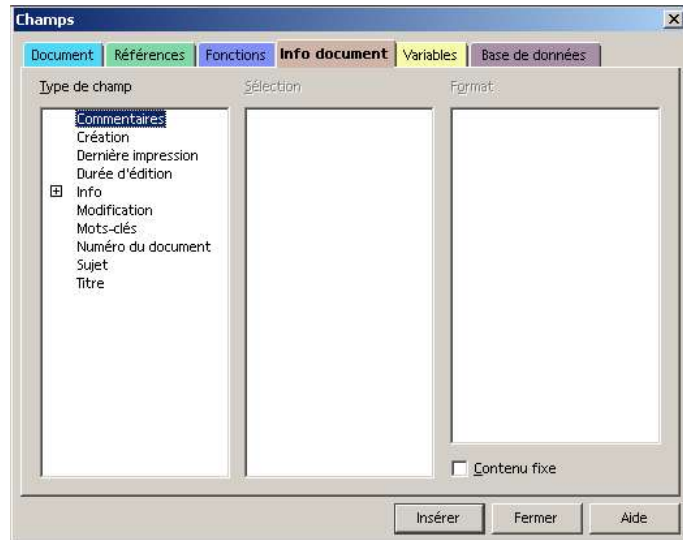 Champs
Document Références Fonctions Info document Variables Base de données
Type de champ Sélection Format
Commentaires
Création
Dernière impression
Durée d'édition
Info
Modification
Mots-clés
Numéro du document
Sujet
Titre
Contenu fixe
Insérer Fermer Aide